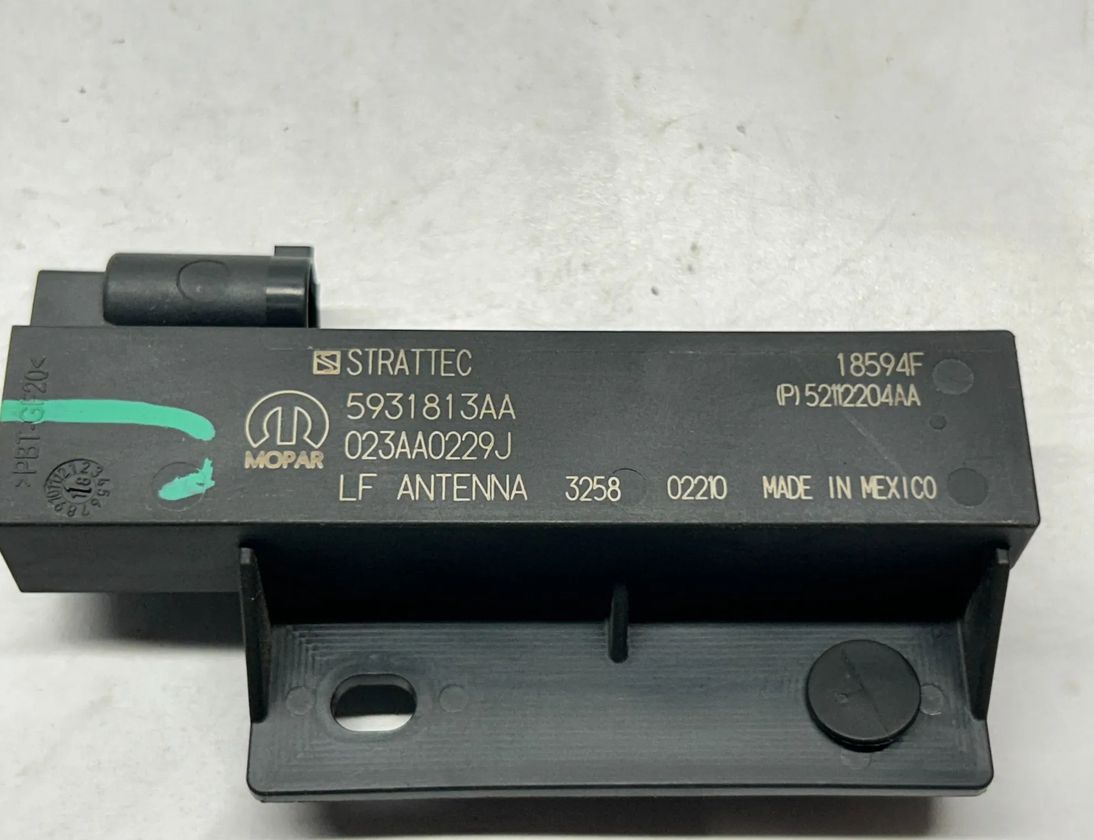 STRATTEC
5931813AA
023AA0229J
MOPAR
LF ANTENNA 3258 02210 MADE IN MEXICO
18594F
(P) 52112204AA
>PBT-GF20<